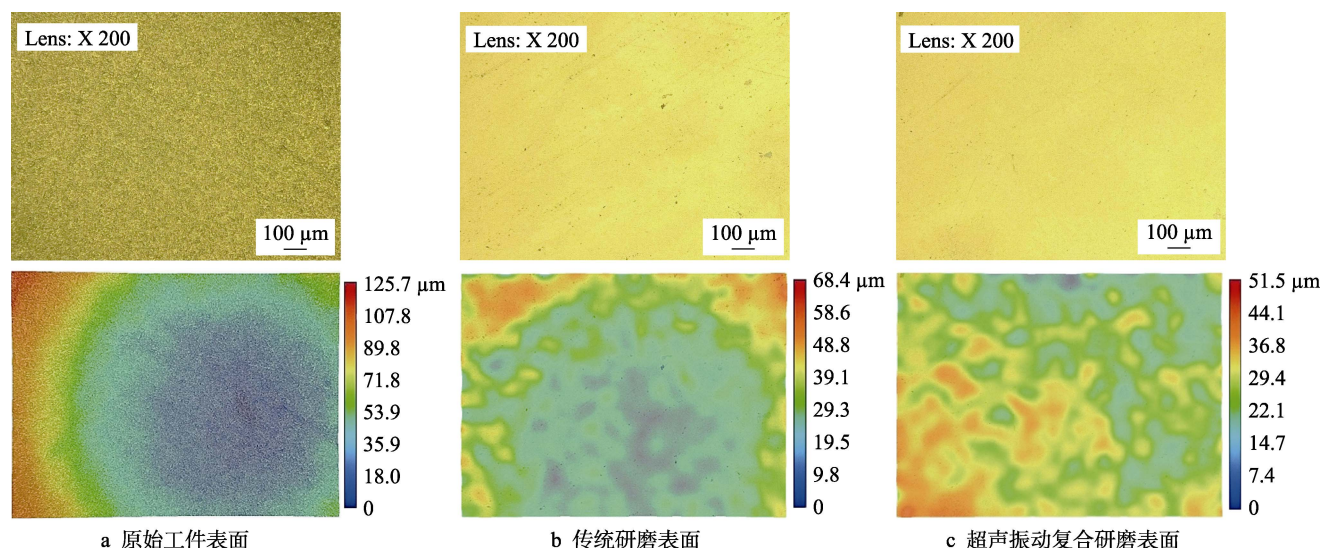 Lens: X 200
100 µm
Lens: X 200
100 µm
Lens: X 200
100 µm
125.7 µm
107.8
89.8
71.8
53.9
35.9
18.0
0
68.4 µm
58.6
48.8
39.1
29.3
19.5
9.8
0
51.5 µm
44.1
36.8
29.4
22.1
14.7
7.4
0
a 原始工件表面
b 传统研磨表面
c 超声振动复合研磨表面